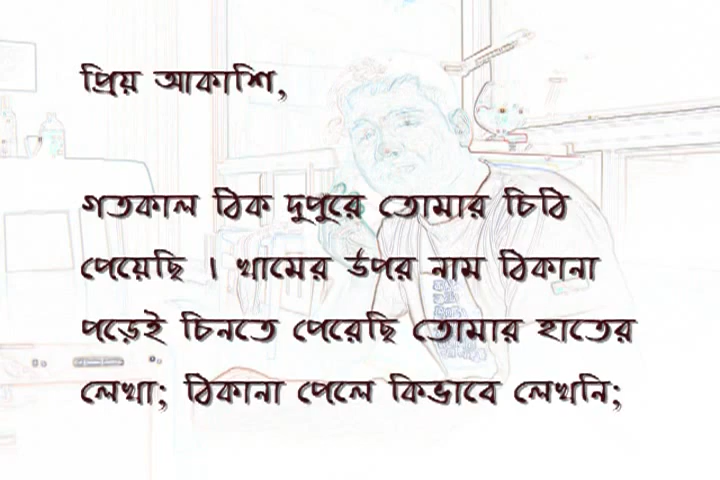 প্রিয় আকাশি,
গতকাল ঠিক দুপুরে তোমার চিঠি
পেয়েছি । খামের উপর নাম ঠিকানা
পড়েই চিনতে পেরেছি তোমার হাতের
লেখা; ঠিকানা পেলে কিভাবে লেখনি;